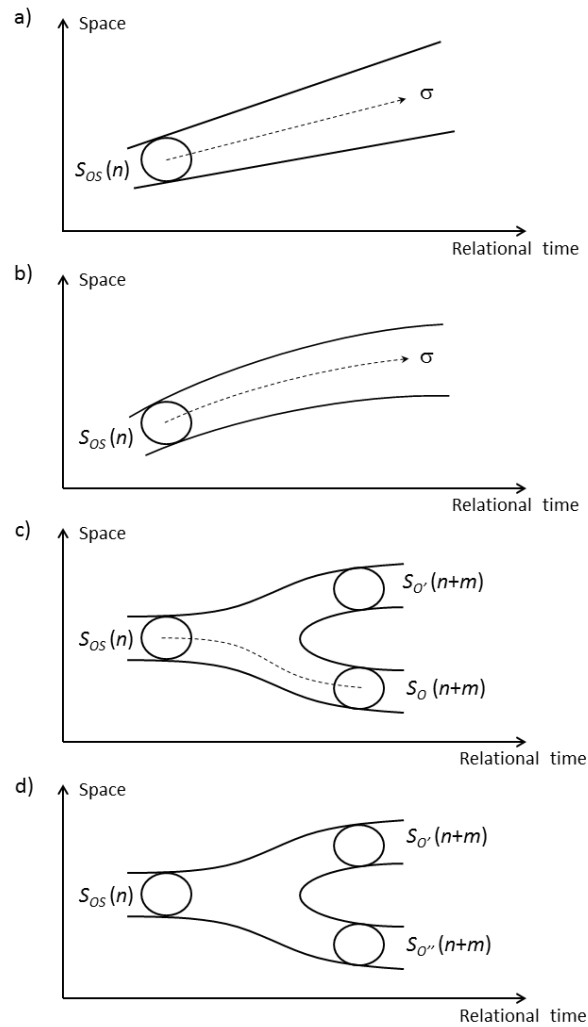 a)
Space
σ
S_OS (n)
Relational time
b)
Space
σ
S_OS (n)
Relational time
c)
Space
S_O′ (n+m)
S_OS (n)
S_O (n+m)
Relational time
d)
Space
S_O′ (n+m)
S_OS (n)
S_O′′ (n+m)
Relational time